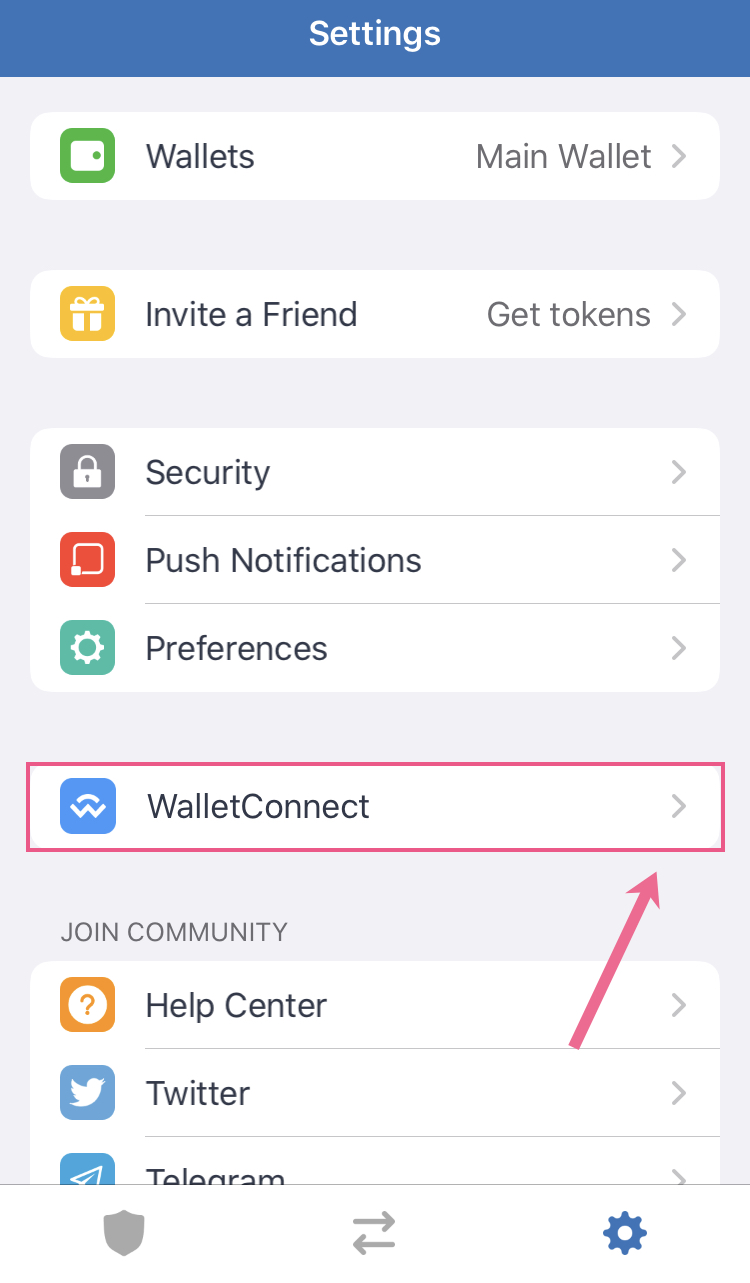 Settings
Wallets Main Wallet
Invite a Friend Get tokens
Security
Push Notifications
Preferences
WalletConnect
JOIN COMMUNITY
Help Center
Twitter
Telegram